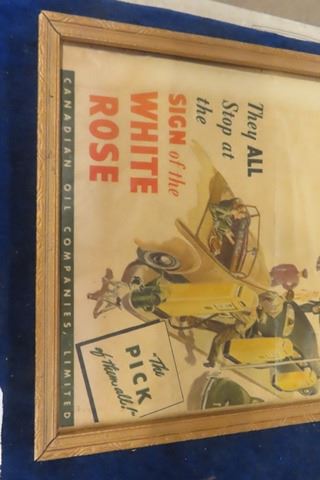 They ALL
Stop at
the
SIGN of the
WHITE
ROSE
The
PICK
of them all!
CANADIAN OIL COMPANIES, LIMITED